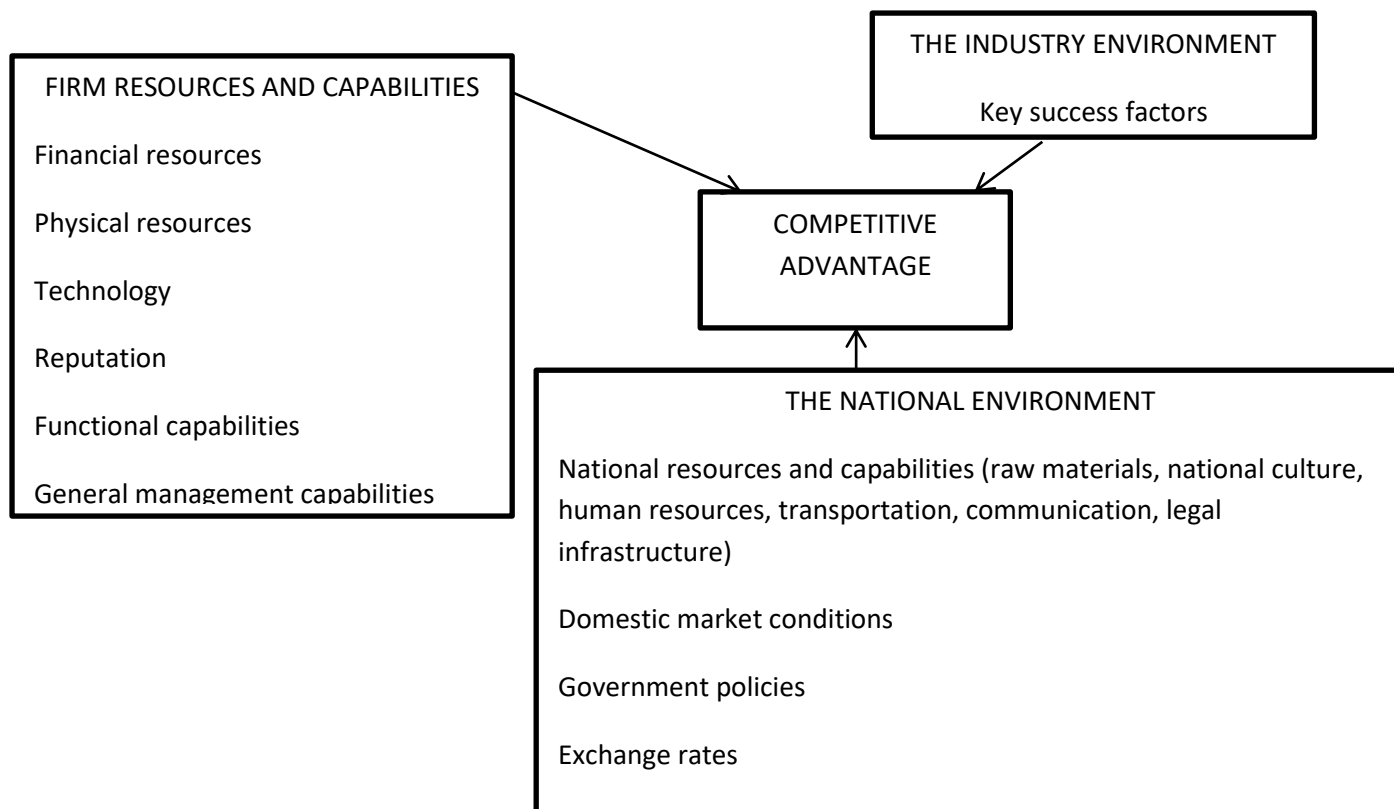 FIRM RESOURCES AND CAPABILITIES
Financial resources
Physical resources
Technology
Reputation
Functional capabilities
General management capabilities
THE INDUSTRY ENVIRONMENT
Key success factors
COMPETITIVE
ADVANTAGE
THE NATIONAL ENVIRONMENT
National resources and capabilities (raw materials, national culture,
human resources, transportation, communication, legal
infrastructure)
Domestic market conditions
Government policies
Exchange rates